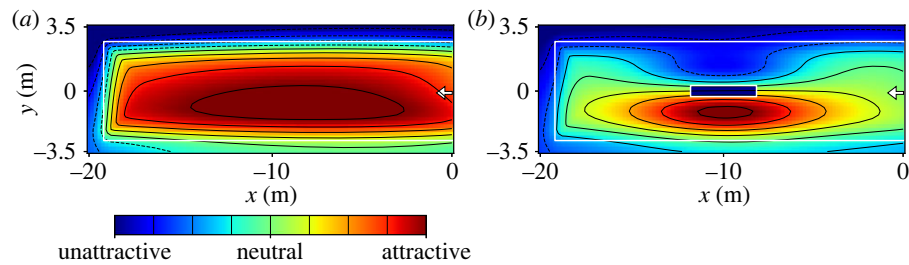 (a) (b)
3.5 3.5
y (m) 0 0
−3.5 −3.5
−20 −10 0 −20 −10 0
x (m) x (m)
unattractive neutral attractive